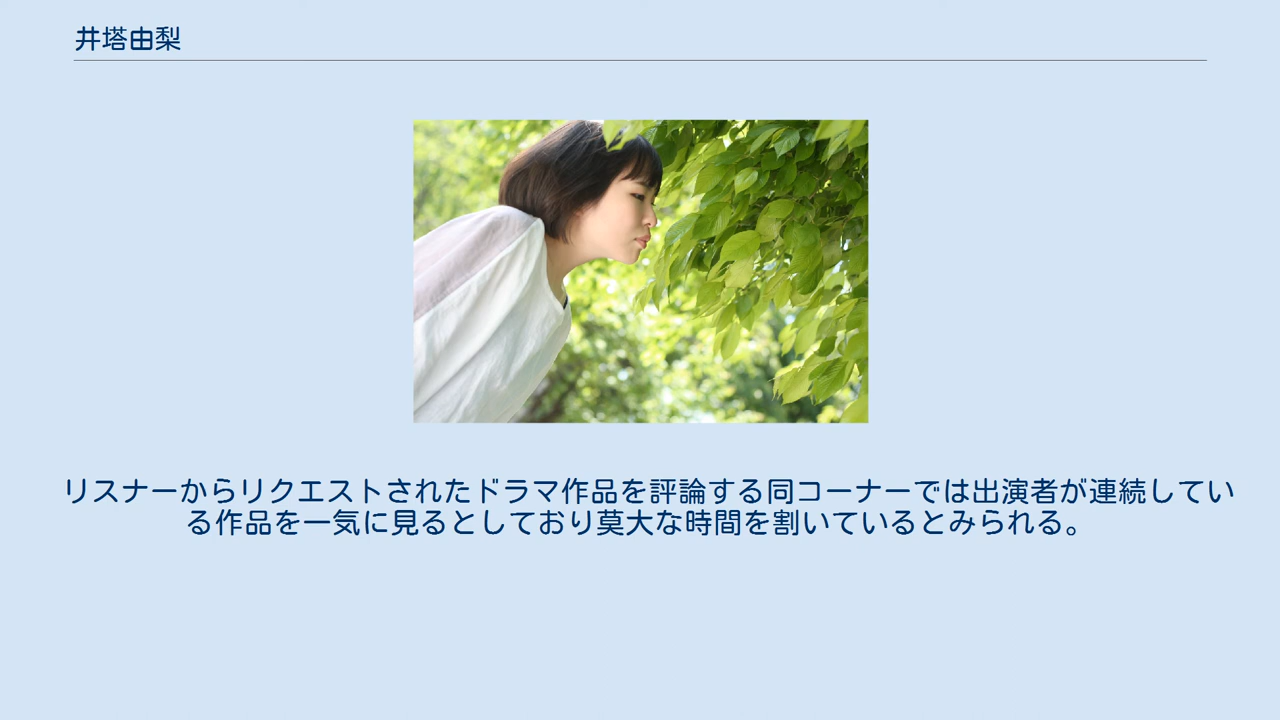 井塔由梨
リスナーからリクエストされたドラマ作品を評論する同コーナーでは出演者が連続してい
る作品を一気に見るとしており莫大な時間を割いているとみられる。